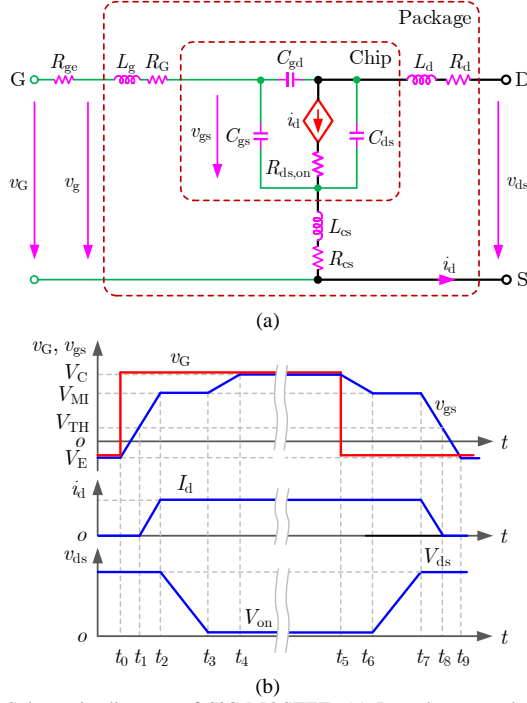 Package
G R_ge L_g R_G C_gd Chip L_d R_d D
i_d
v_gs C_gs C_ds
R_ds,on
v_G v_g v_ds
L_cs
R_cs
i_d
S
(a)
v_G, v_gs
V_C v_G
V_MI v_gs
V_TH
o t
V_E
i_d I_d
o t
v_ds V_ds
V_on
o t
t_0 t_1 t_2 t_3 t_4 t_5 t_6 t_7 t_8 t_9
(b)